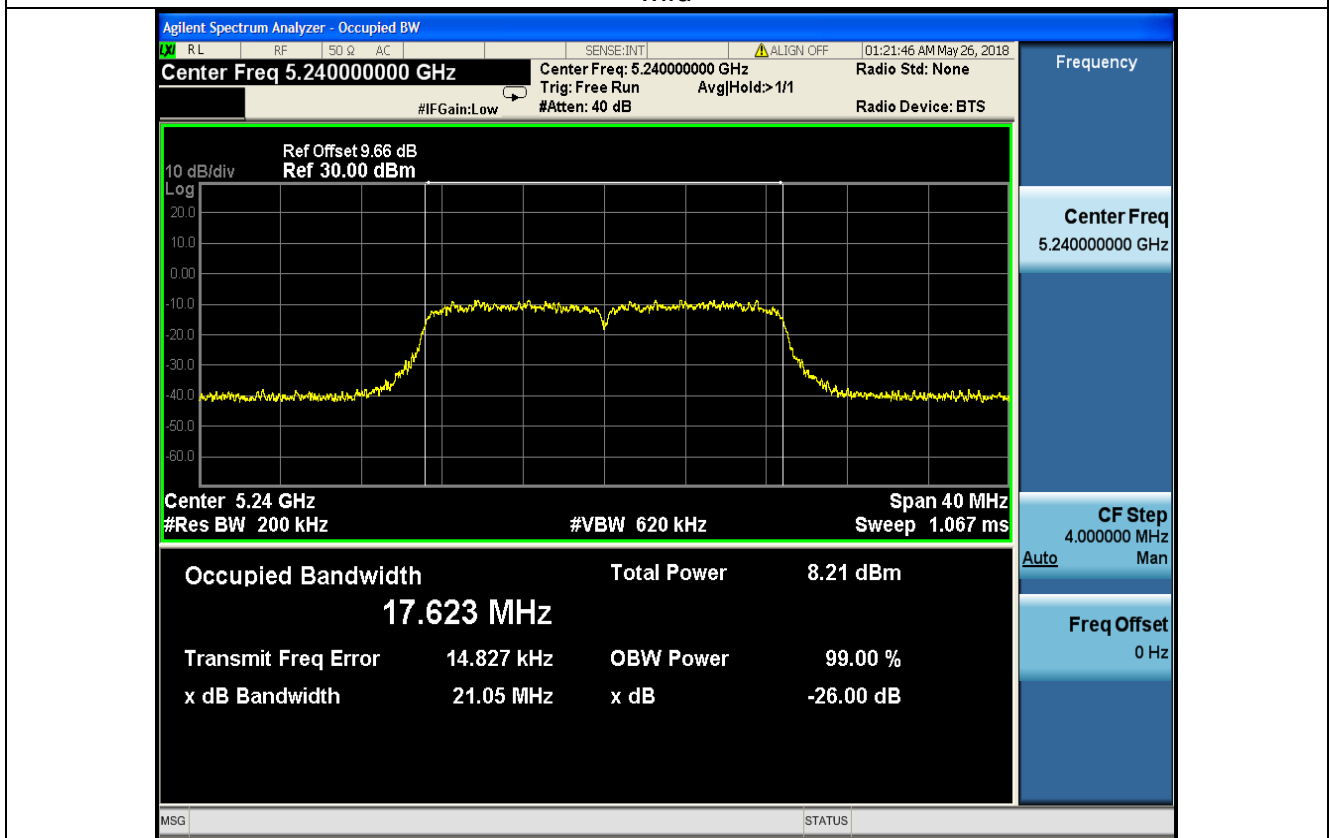 Agilent Spectrum Analyzer - Occupied BW
LXI RL RF 50 Ω AC SENSE:INT ALIGN OFF 01:21:46 AM May 26, 2018
Center Freq 5.240000000 GHz Center Freq: 5.240000000 GHz Radio Std: None
Trig: Free Run Avg|Hold:> 1/1
#IFGain:Low #Atten: 40 dB Radio Device: BTS
Ref Offset 9.66 dB
10 dB/div Ref 30.00 dBm
Log
20.0
10.0
0.00
-10.0
-20.0
-30.0
-40.0
-50.0
-60.0
Center 5.24 GHz Span 40 MHz
#Res BW 200 kHz #VBW 620 kHz Sweep 1.067 ms
Occupied Bandwidth Total Power 8.21 dBm
17.623 MHz
Transmit Freq Error 14.827 kHz OBW Power 99.00 %
x dB Bandwidth 21.05 MHz x dB -26.00 dB
Frequency
Center Freq
5.240000000 GHz
CF Step
4.000000 MHz
Auto Man
Freq Offset
0 Hz
MSG STATUS